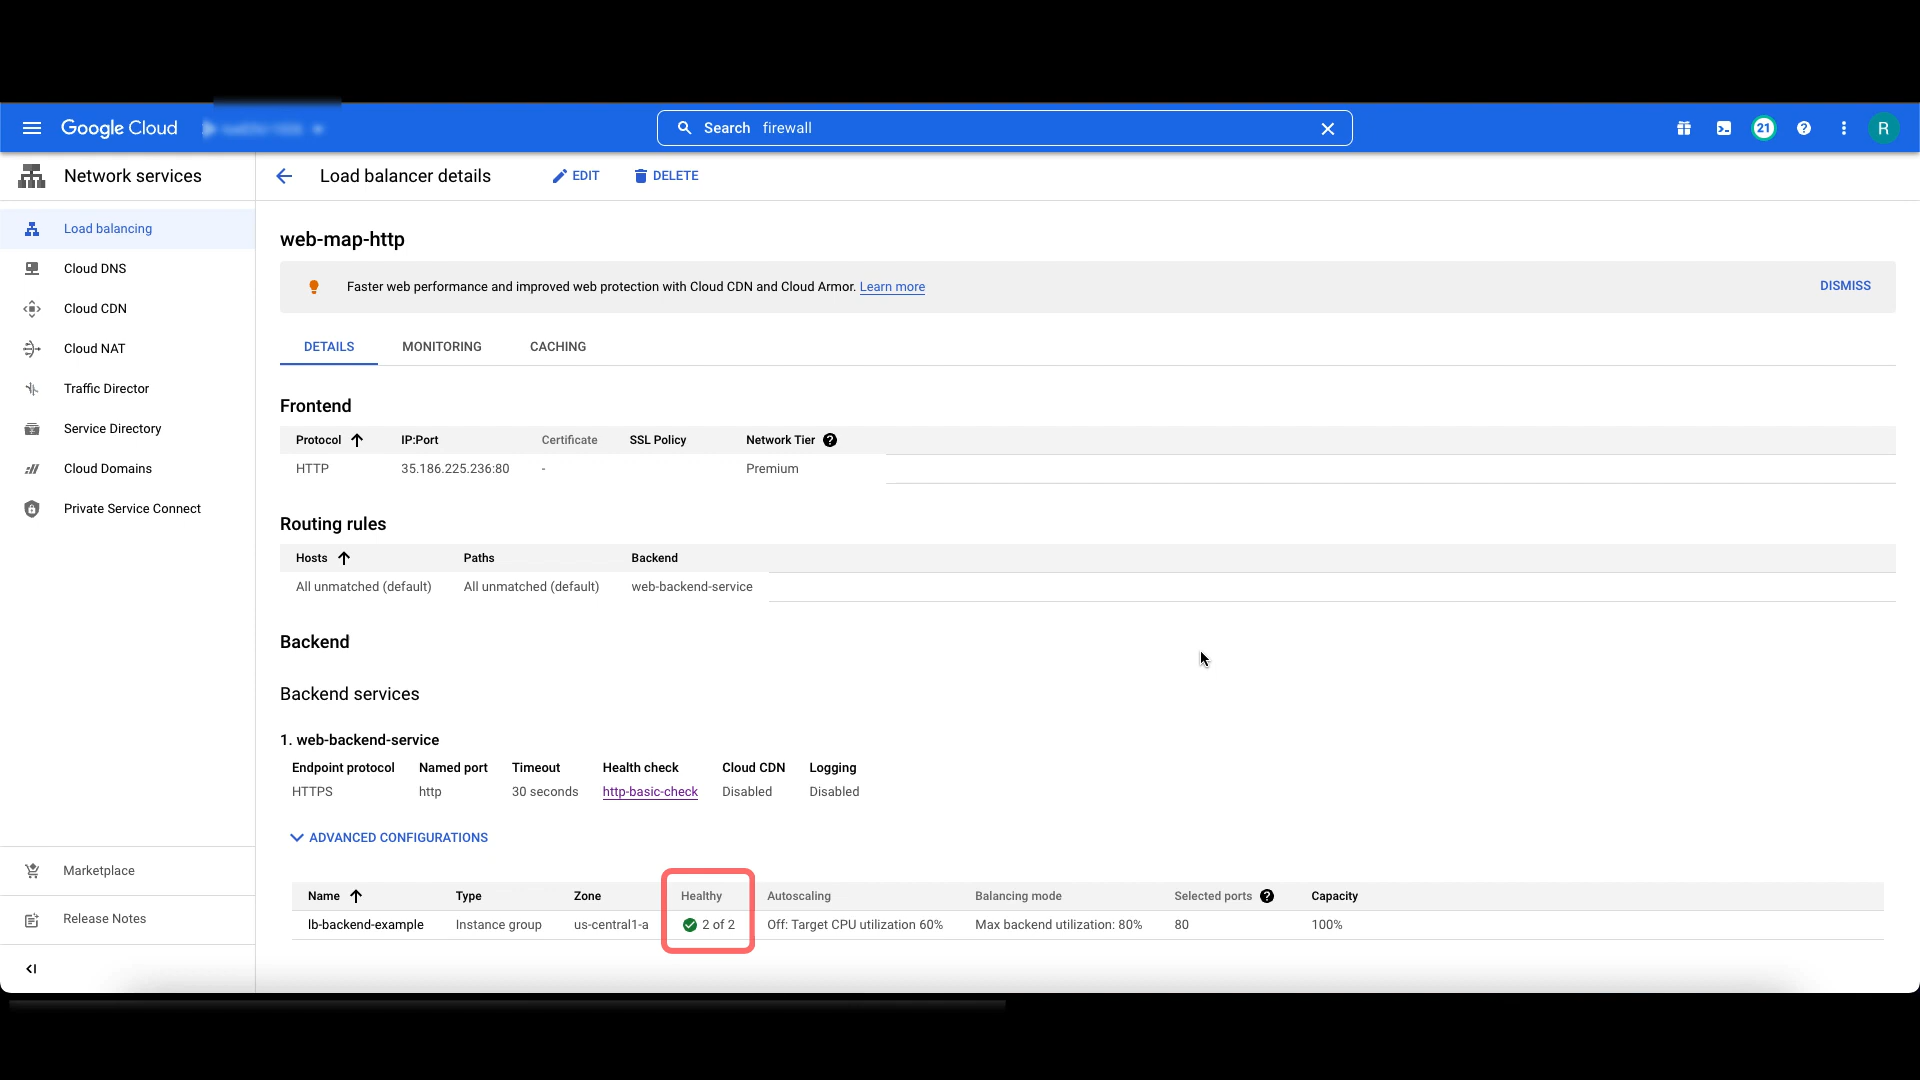 Google Cloud
Search firewall
21
R
Network services
Load balancer details
EDIT
DELETE
Load balancing
Cloud DNS
Cloud CDN
Cloud NAT
Traffic Director
Service Directory
Cloud Domains
Private Service Connect
Marketplace
Release Notes
web-map-http
Faster web performance and improved web protection with Cloud CDN and Cloud Armor. Learn more
DISMISS
DETAILS MONITORING CACHING
Frontend
Protocol IP:Port Certificate SSL Policy Network Tier
HTTP 35.186.225.236:80 - Premium
Routing rules
Hosts Paths Backend
All unmatched (default) All unmatched (default) web-backend-service
Backend
Backend services
1. web-backend-service
Endpoint protocol Named port Timeout Health check Cloud CDN Logging
HTTPS http 30 seconds http-basic-check Disabled Disabled
ADVANCED CONFIGURATIONS
Name Type Zone Healthy Autoscaling Balancing mode Selected ports Capacity
lb-backend-example Instance group us-central1-a 2 of 2 Off: Target CPU utilization 60% Max backend utilization: 80% 80 100%